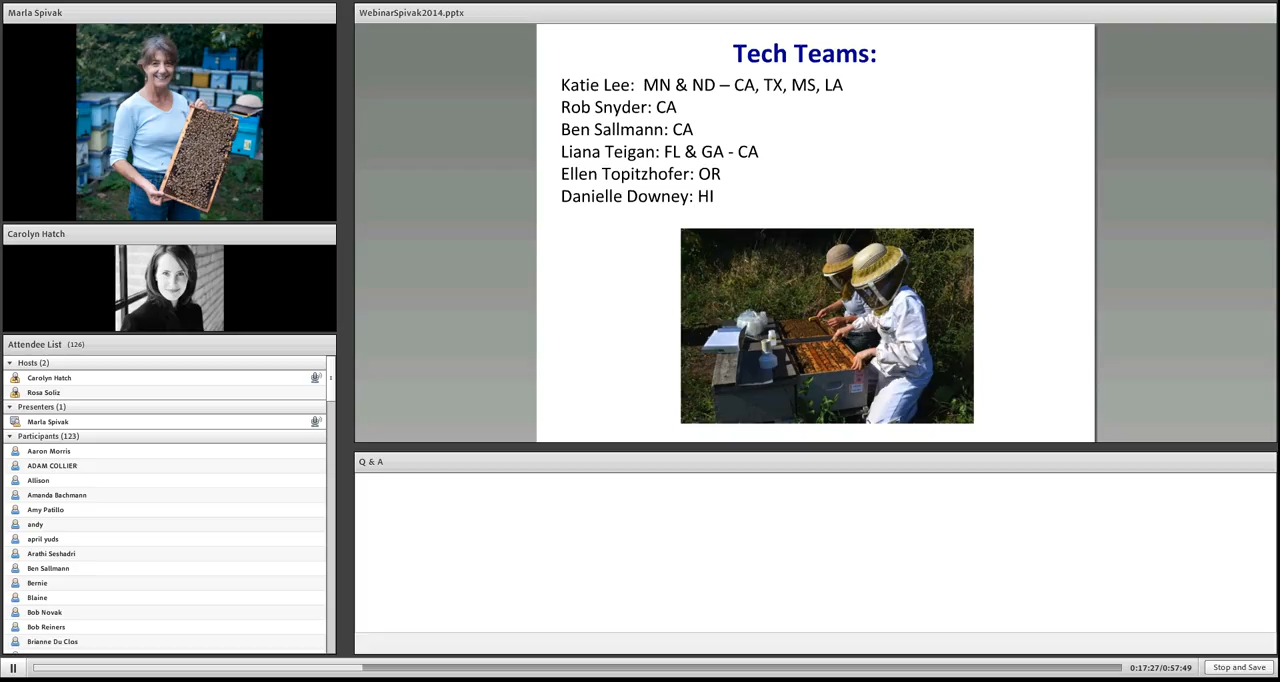 Marla Spivak
Carolyn Hatch
Attendee List (126)
Hosts (2)
Carolyn Hatch
Rosa Soliz
Presenters (1)
Marla Spivak
Participants (123)
Aaron Morris
ADAM COLLIER
Allison
Amanda Bachmann
Amy Patillo
andy
april yuds
Arathi Seshadri
Ben Sallmann
Bernie
Blaine
Bob Novak
Bob Reiners
Brianne Du Clos
WebinarSpivak2014.pptx
Tech Teams:
Katie Lee: MN & ND – CA, TX, MS, LA
Rob Snyder: CA
Ben Sallmann: CA
Liana Teigan: FL & GA - CA
Ellen Topitzhofer: OR
Danielle Downey: HI
Q & A
0:17:27/0:57:49
Stop and Save